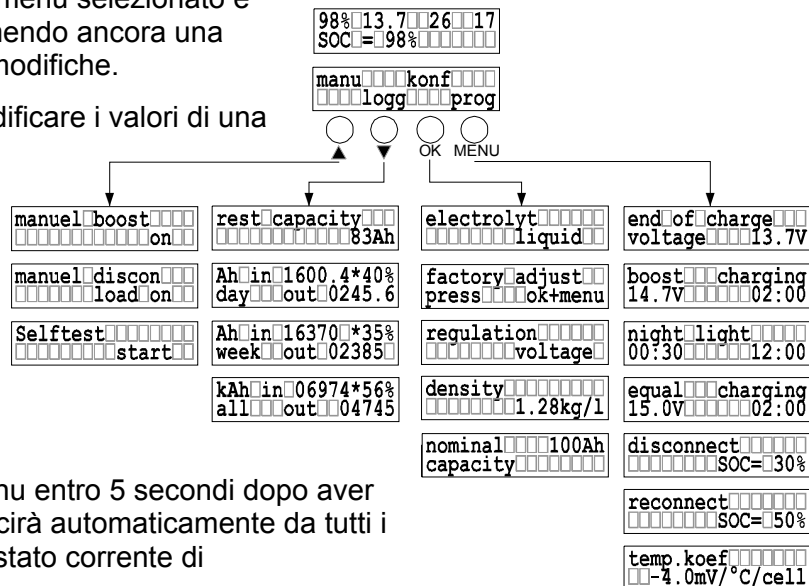 menu selezionato e
nendo ancora una
modifiche.
dificare i valori di una
98% 13.7 26 17
SOC = 98%
manu konf
logg prog
▲ ▼ OK MENU
manuel boost
on
manuel discon
load on
Selftest
start
rest capacity
83Ah
Ah in 1600.4*40%
day out 0245.6
Ah in 16370 *35%
week out 02385
kAh in 06974*56%
all out 04745
electrolyt
liquid
factory adjust
press ok+menu
regulation
voltage
density
1.28kg/l
nominal 100Ah
capacity
end of charge
voltage 13.7V
boost charging
14.7V 02:00
night light
00:30 12:00
equal charging
15.0V 02:00
disconnect
SOC= 30%
reconnect
SOC= 50%
temp.koef
-4.0mV/°C/cell
nu entro 5 secondi dopo aver
cirà automaticamente da tutti i
stato corrente di